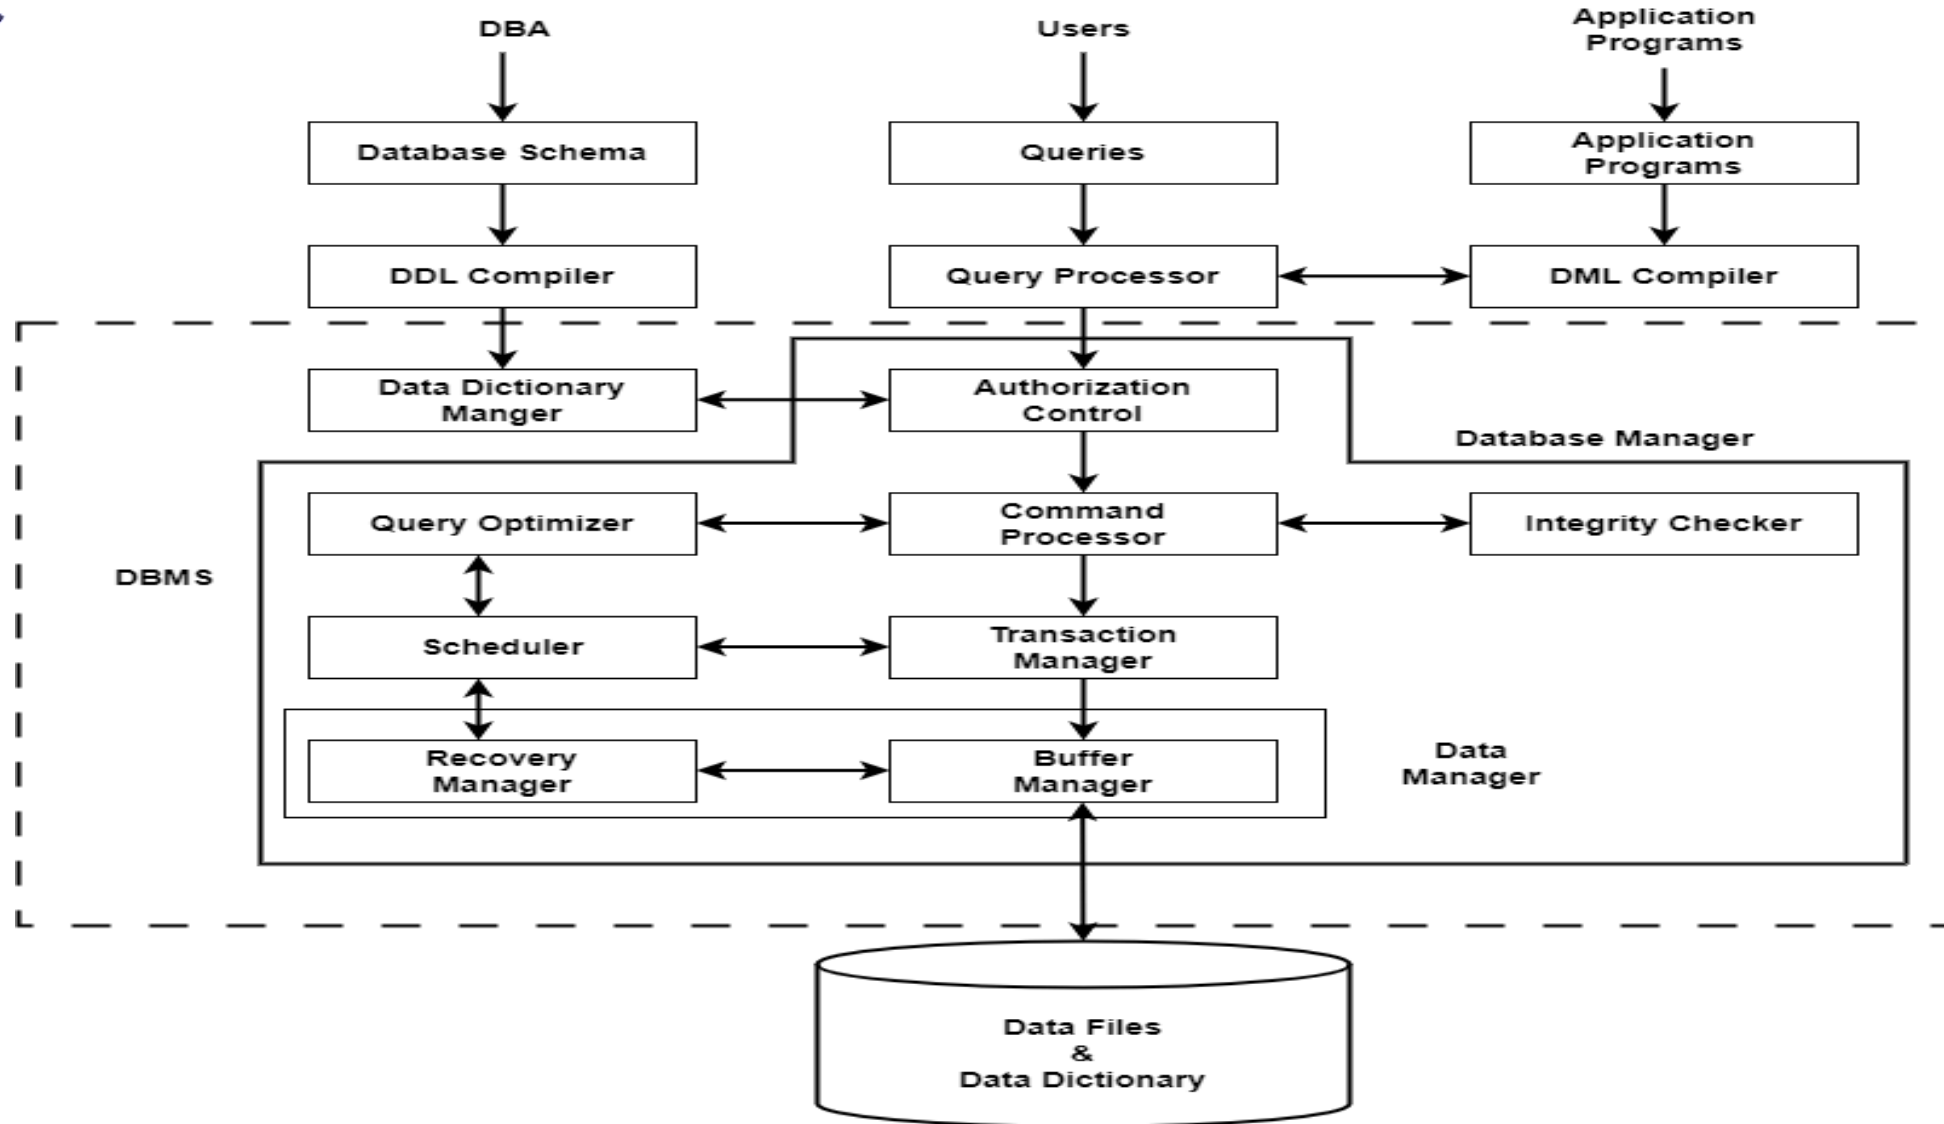 DBA
Users
Application
Programs
Database Schema
Queries
Application
Programs
DDL Compiler
Query Processor
DML Compiler
Data Dictionary
Manger
Authorization
Control
Database Manager
Query Optimizer
Command
Processor
Integrity Checker
DBMS
Scheduler
Transaction
Manager
Recovery
Manager
Buffer
Manager
Data
Manager
Data Files
&
Data Dictionary